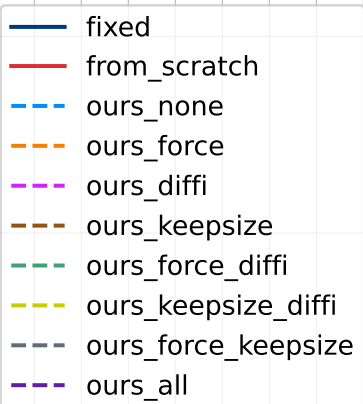 fixed
from_scratch
ours_none
ours_force
ours_diffi
ours_keepsize
ours_force_diffi
ours_keepsize_diffi
ours_force_keepsize
ours_all